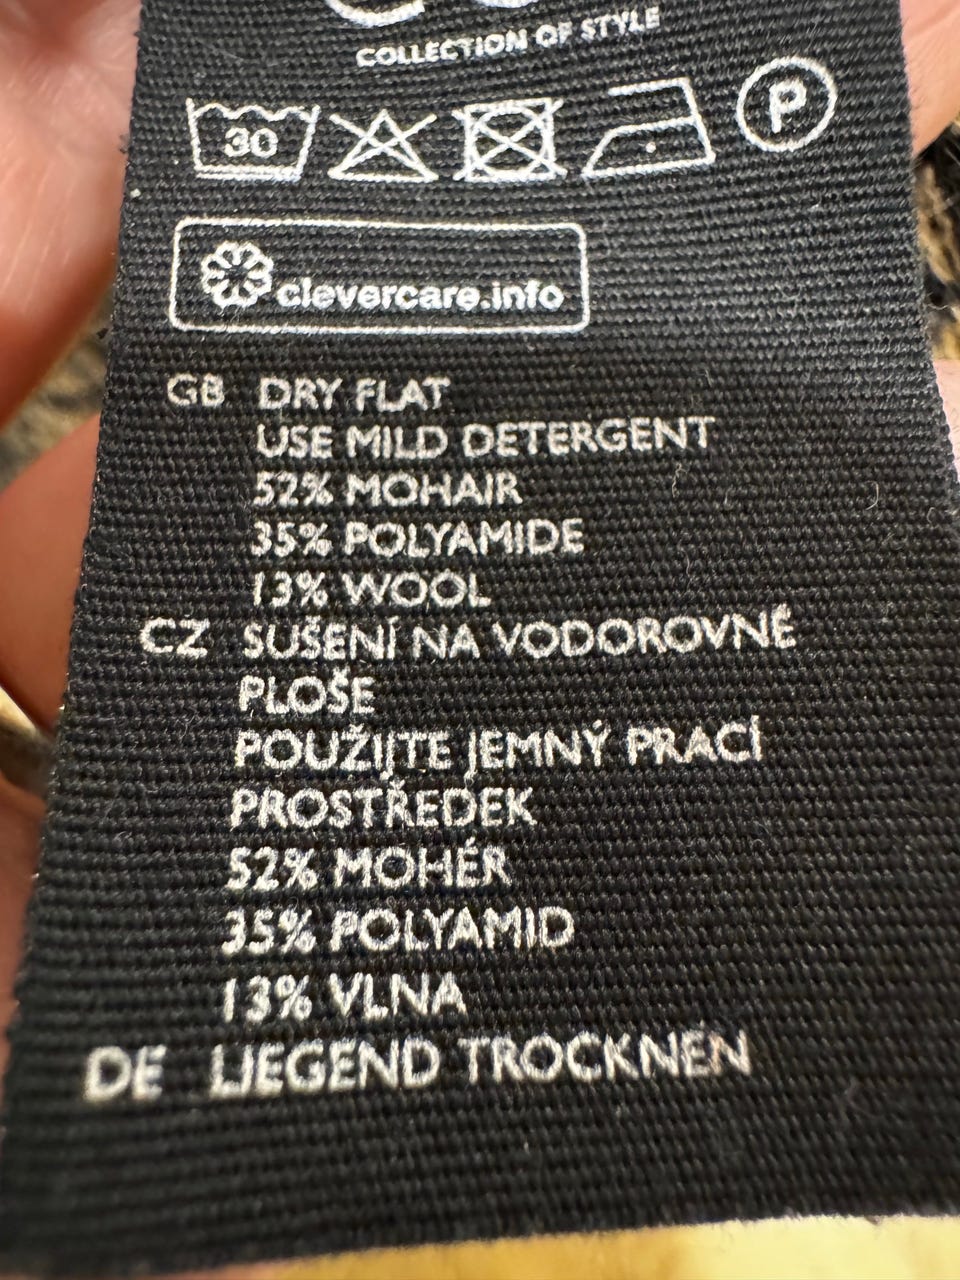 COLLECTION OF STYLE
30
P
clevercare.info
GB DRY FLAT
USE MILD DETERGENT
52% MOHAIR
35% POLYAMIDE
13% WOOL
CZ SUŠENÍ NA VODOROVNÉ
PLOŠE
POUŽIJTE JEMNÝ PRACÍ
PROSTŘEDEK
52% MOHÉR
35% POLYAMID
13% VLNA
DE LIEGEND TROCKNEN